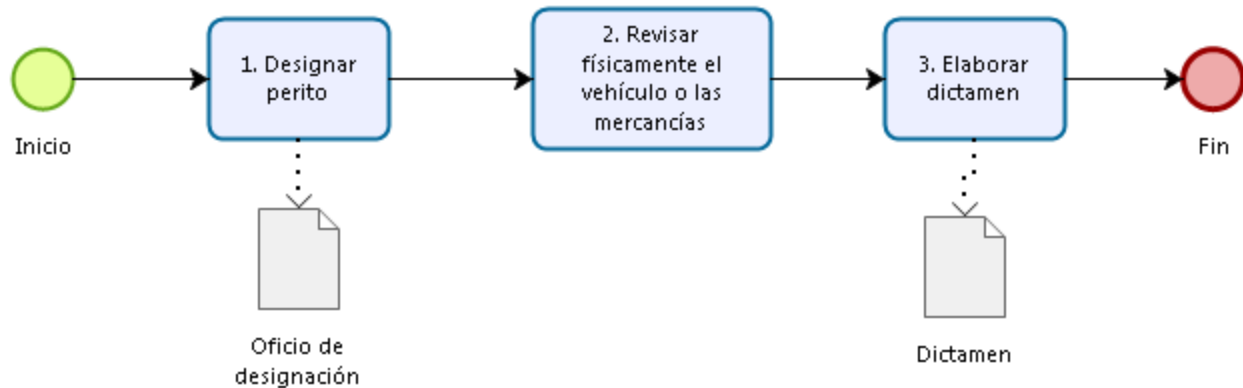 Inicio
1. Designar
perito
2. Revisar
físicamente el
vehículo o las
mercancías
3. Elaborar
dictamen
Fin
Oficio de
designación
Dictamen